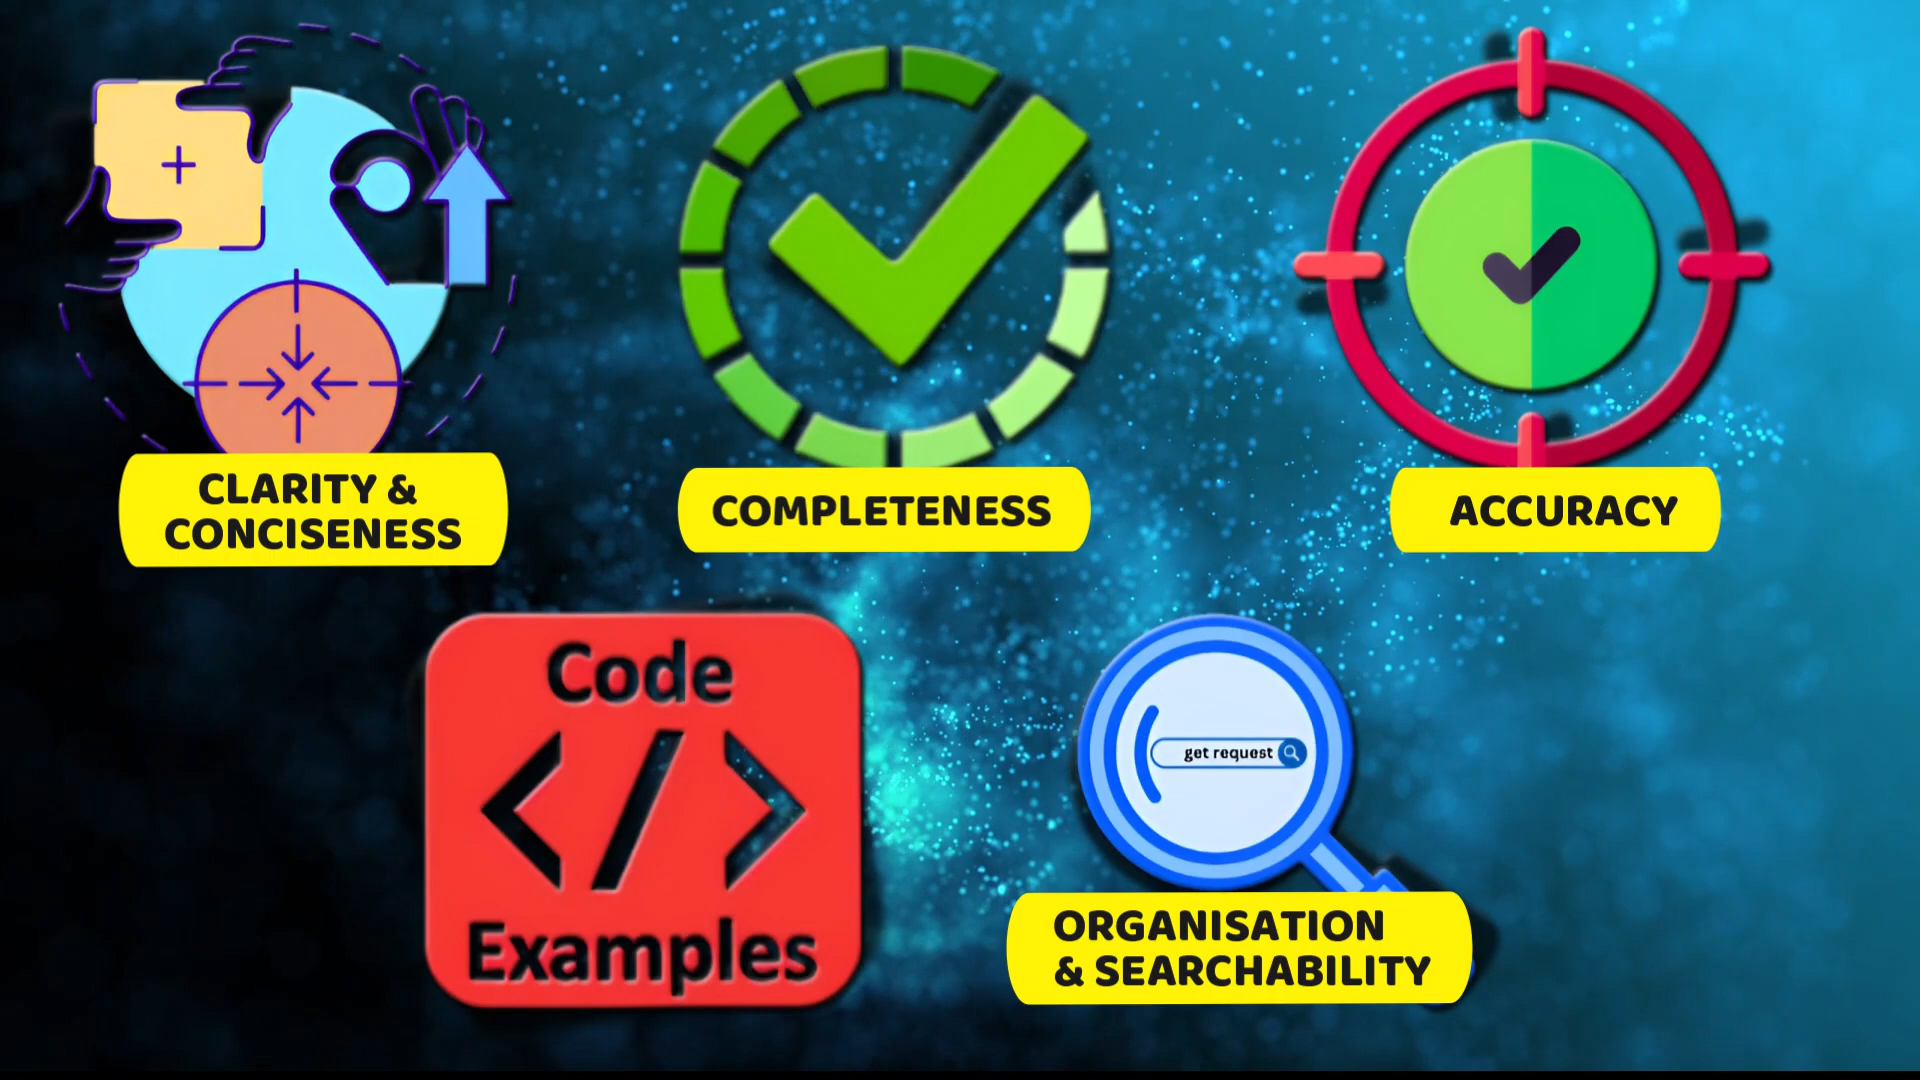 CLARITY &
CONCISENESS
COMPLETENESS
ACCURACY
Code
</>
Examples
get request
ORGANISATION
& SEARCHABILITY